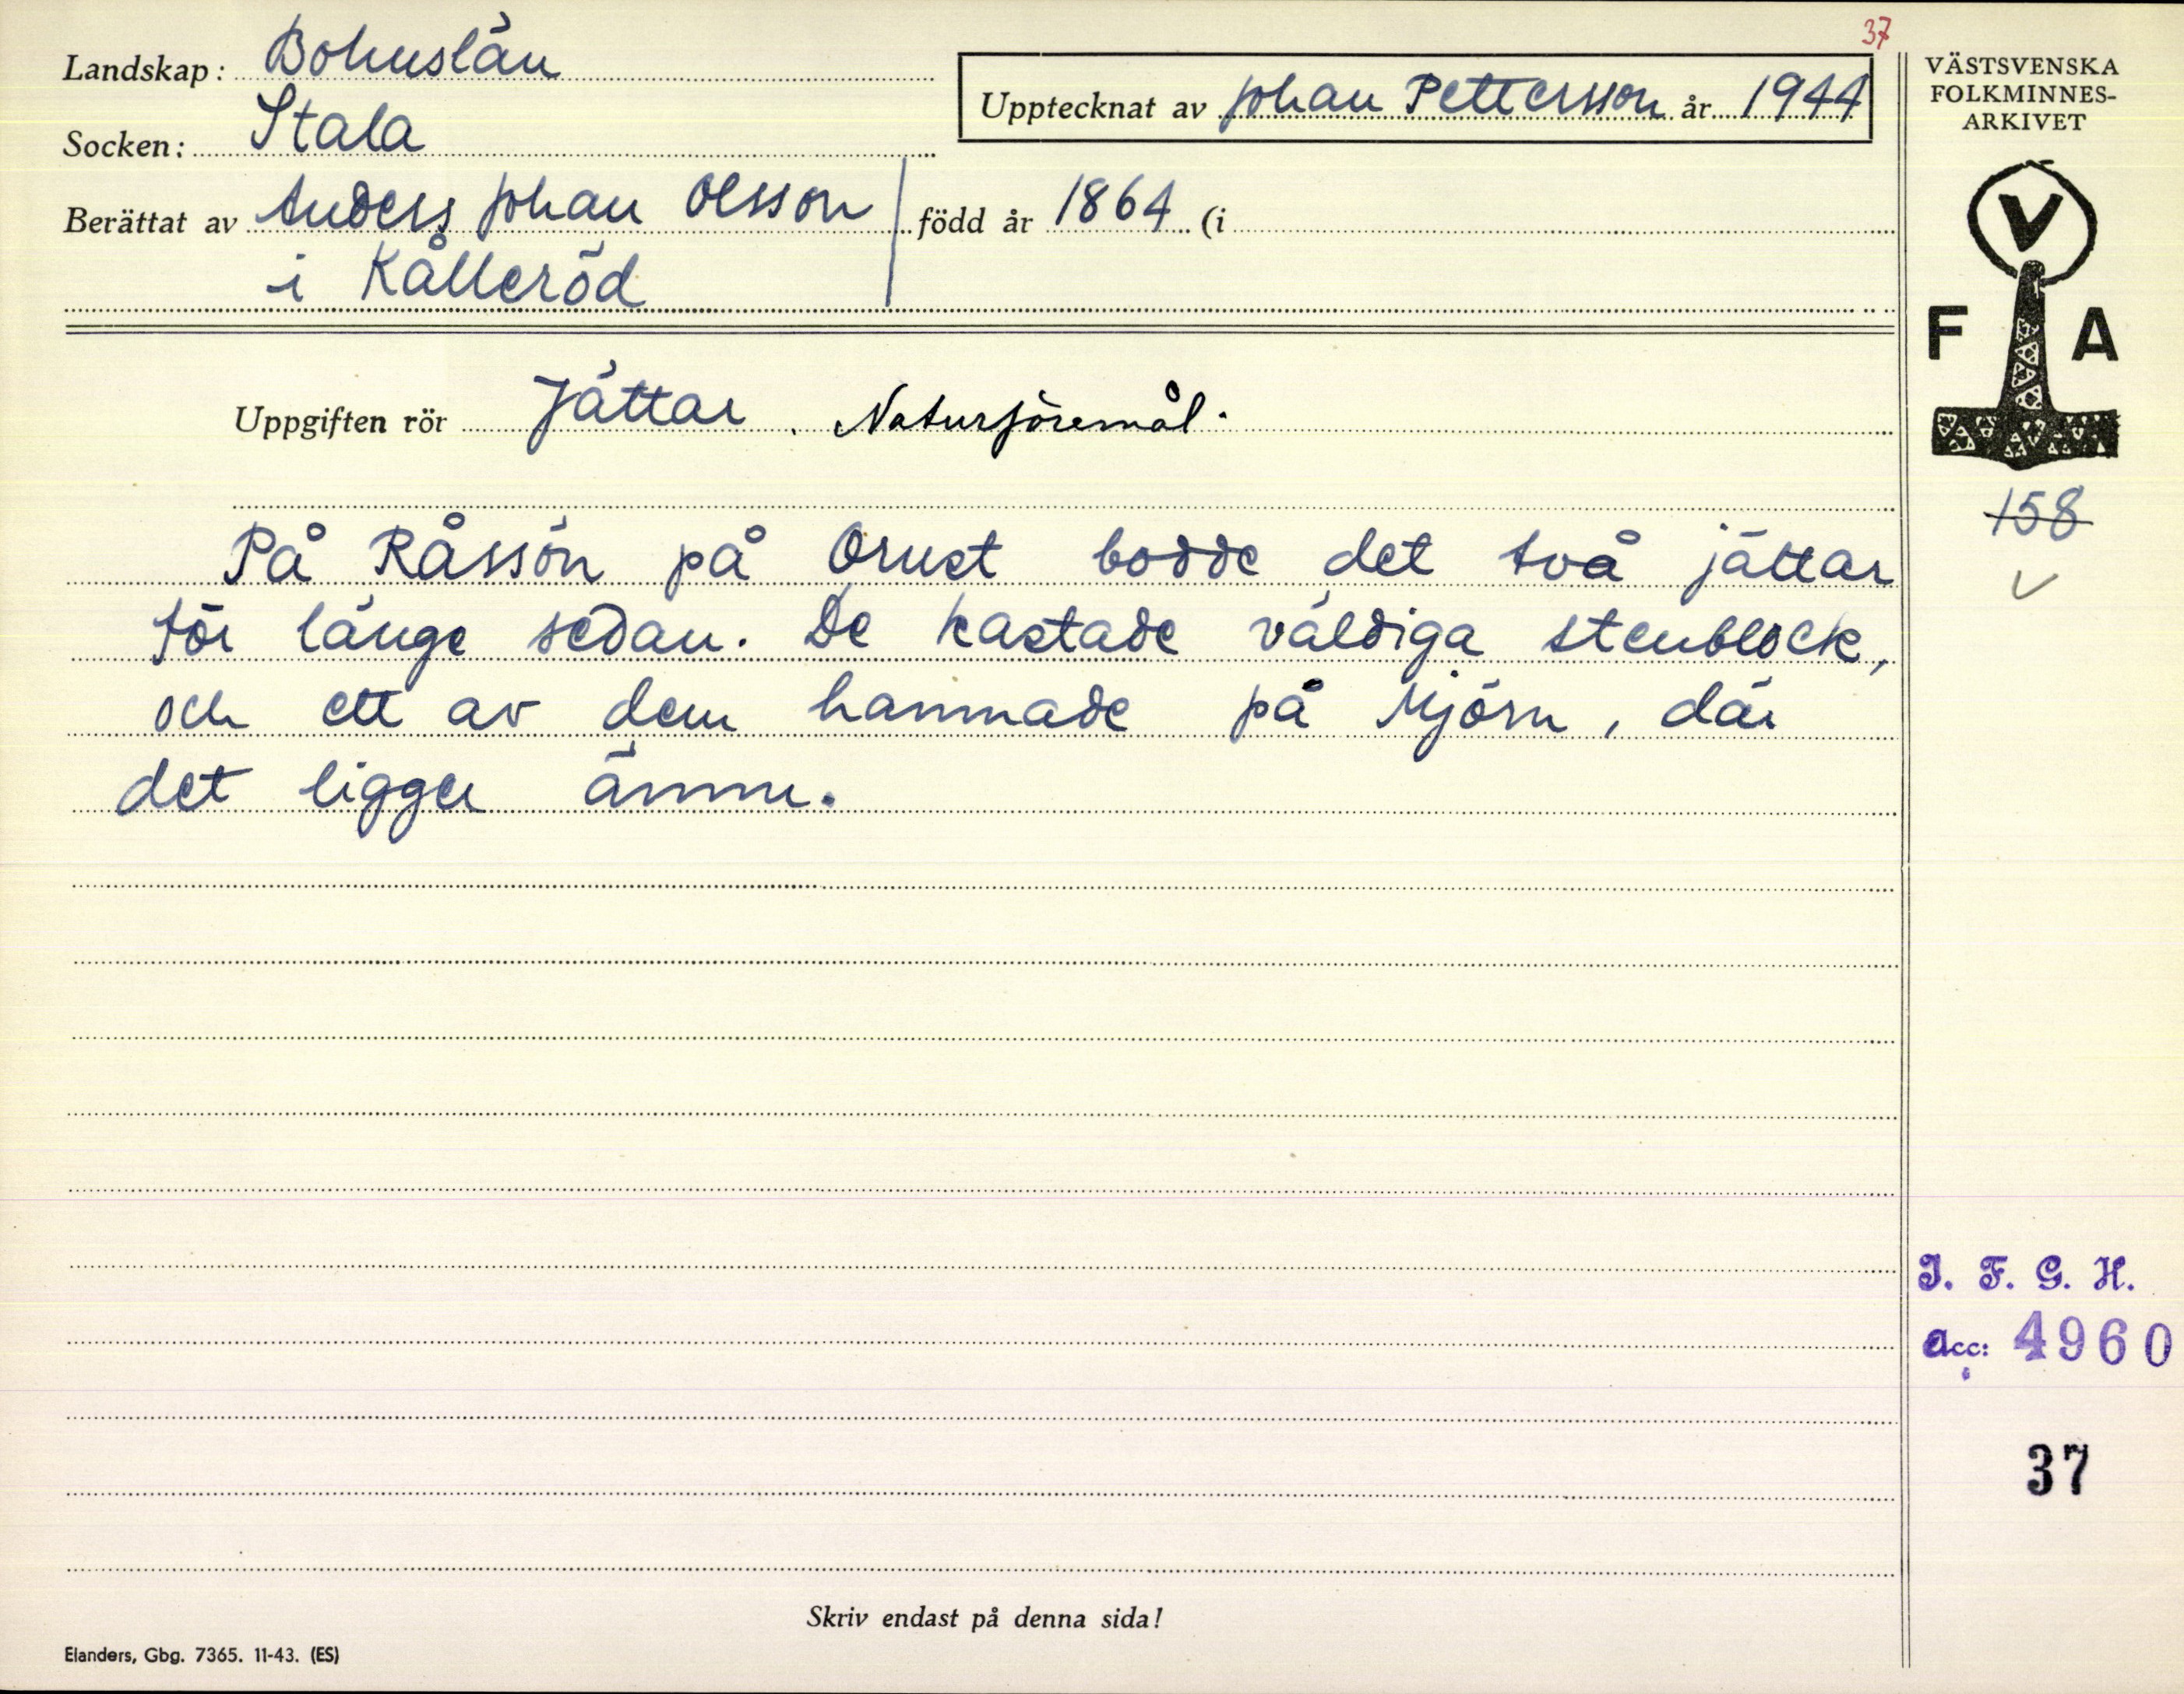 37
Landskap: Bohuslän
Upptecknat av Johan Pettersson år 1944
Socken: Stala
Berättat av Anders Johan Olsson född år 1864 (i
i Kålleröd
Uppgiften rör Jättar. Naturföremål.
På Råssön på Orust bodde det två jättar
för länge sedan. De kastade väldiga stenblock,
och ett av dem hamnade på Mjörn, där
det ligger ännu.
Skriv endast på denna sida!
Elanders, Gbg. 7365. 11-43. (ES)
VÄSTSVENSKA
FOLKMINNES-
ARKIVET
V
F A
158
I. F. G. H.
Acc: 4960
37